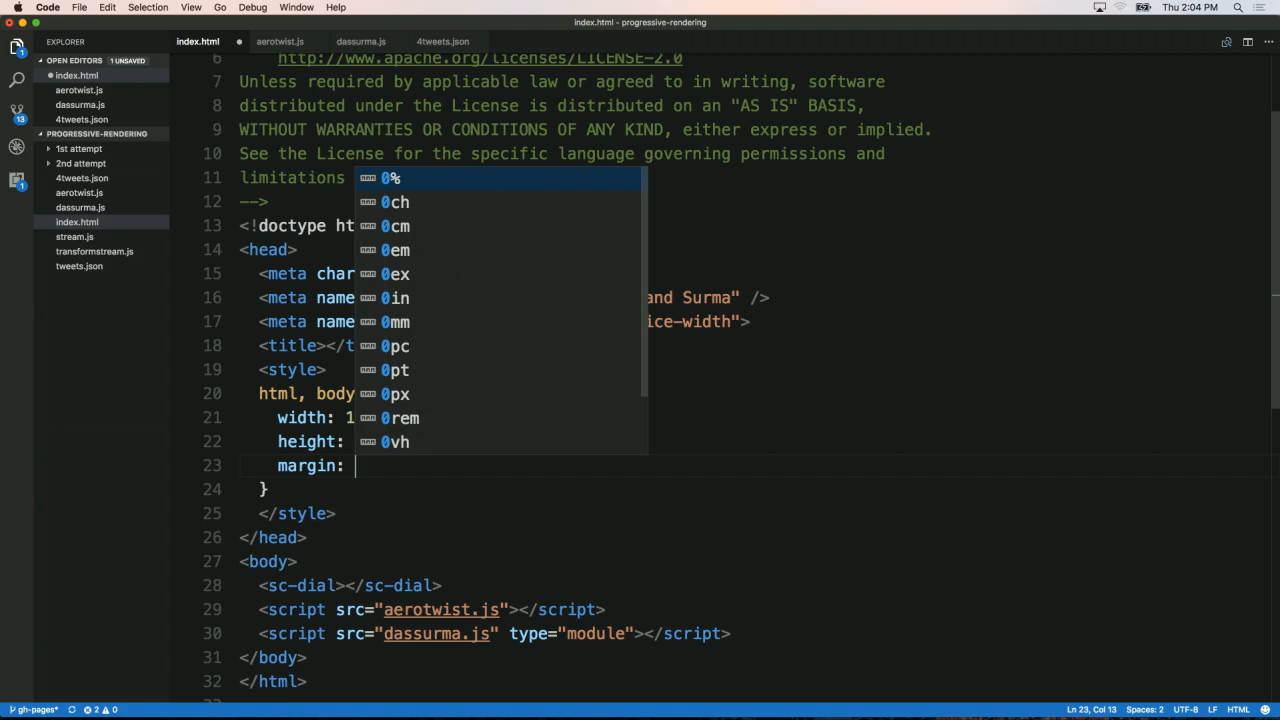 Code File Edit Selection View Go Debug Window Help Thu 2:04 PM
index.html - progressive-rendering
EXPLORER index.html aerotwist.js dassurma.js 4tweets.json
OPEN EDITORS 1 UNSAVED
index.html
aerotwist.js
dassurma.js
4tweets.json
PROGRESSIVE-RENDERING
1st attempt
2nd attempt
4tweets.json
aerotwist.js
dassurma.js
index.html
stream.js
transformstream.js
tweets.json
1
13
1
6 http://www.apache.org/licenses/LICENSE-2.0
7 Unless required by applicable law or agreed to in writing, software
8 distributed under the License is distributed on an "AS IS" BASIS,
9 WITHOUT WARRANTIES OR CONDITIONS OF ANY KIND, either express or implied.
10 See the License for the specific language governing permissions and
11 limitations
12 -->
13 <!doctype ht
14 <head>
15 <meta char
16 <meta name and Surma" />
17 <meta name ice-width">
18 <title></t
19 <style>
20 html, body
21 width: 1
22 height:
23 margin:
24 }
25 </style>
26 </head>
27 <body>
28 <sc-dial></sc-dial>
29 <script src="aerotwist.js"></script>
30 <script src="dassurma.js" type="module"></script>
31 </body>
32 </html>
0%
0ch
0cm
0em
0ex
0in
0mm
0pc
0pt
0px
0rem
0vh
gh-pages* 2 0 Ln 23, Col 13 Spaces: 2 UTF-8 LF HTML